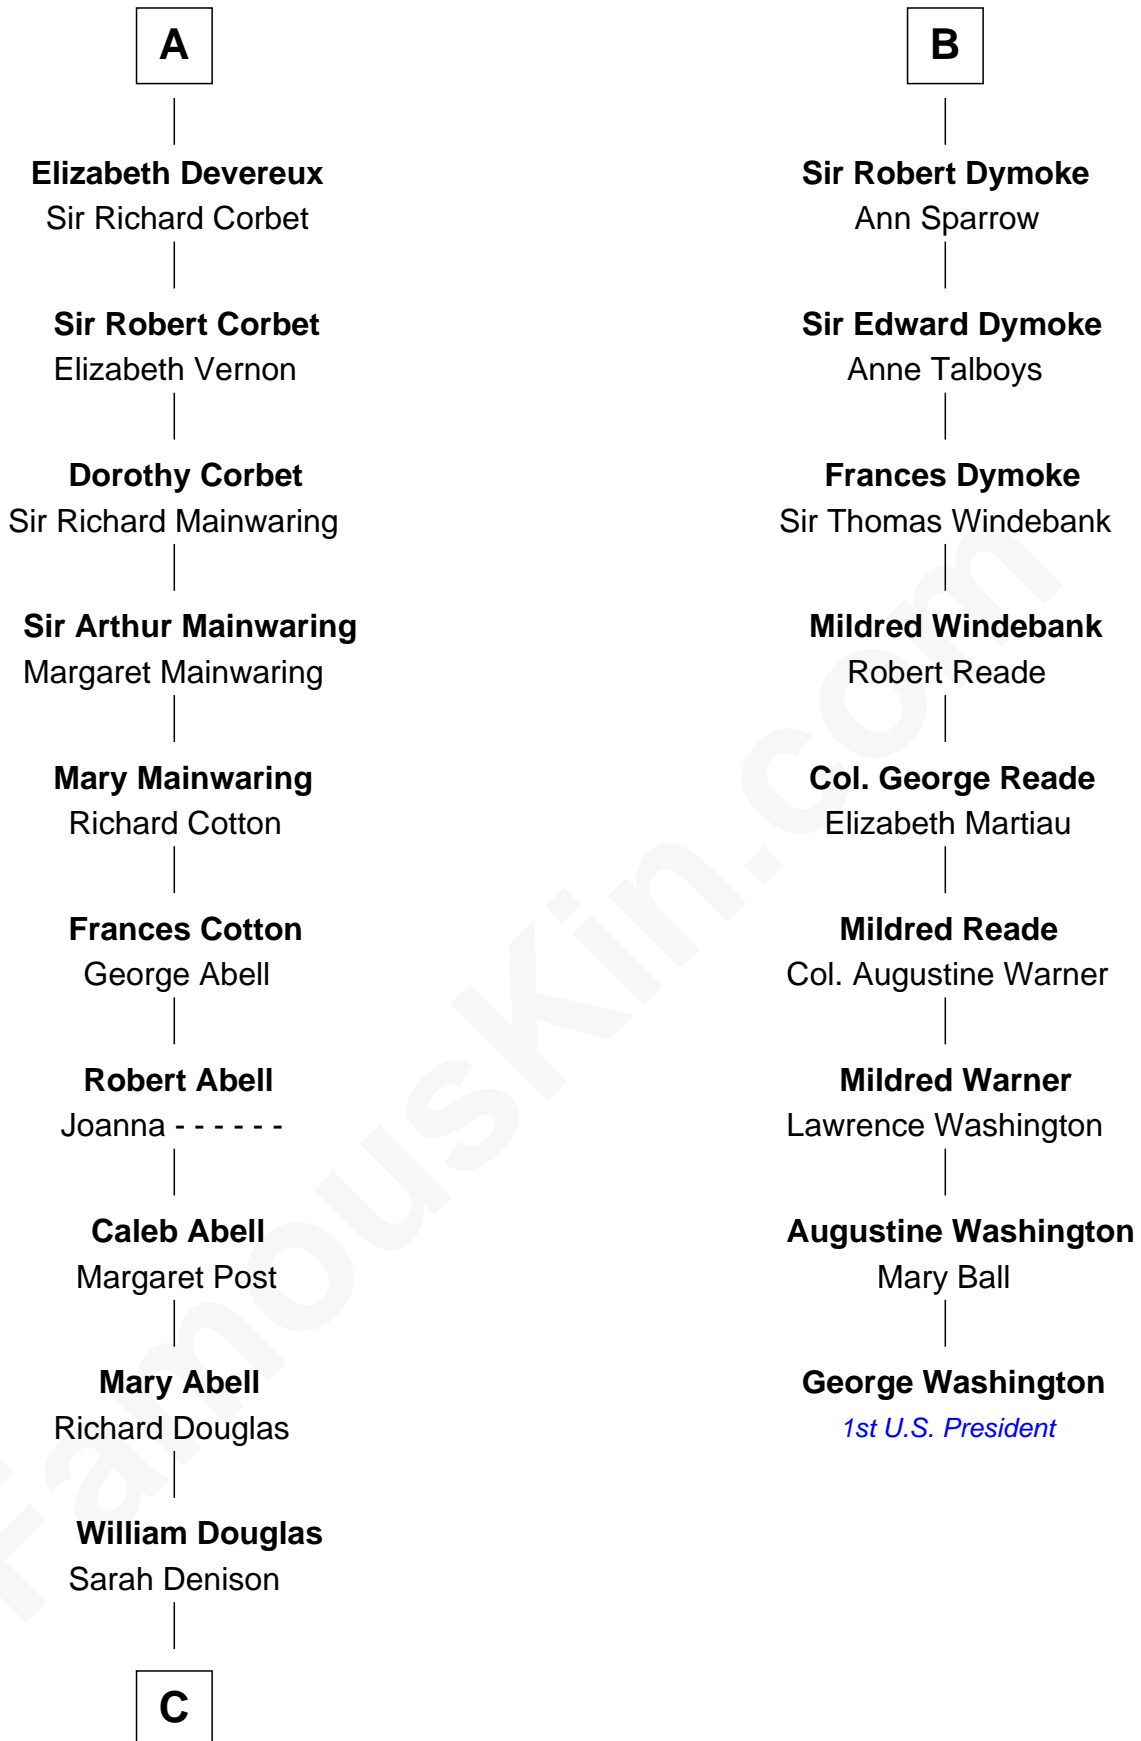 A
Elizabeth Devereux
Sir Richard Corbet
Sir Robert Corbet
Elizabeth Vernon
Dorothy Corbet
Sir Richard Mainwaring
Sir Arthur Mainwaring
Margaret Mainwaring
Mary Mainwaring
Richard Cotton
Frances Cotton
George Abell
Robert Abell
Joanna - - - - - -
Caleb Abell
Margaret Post
Mary Abell
Richard Douglas
William Douglas
Sarah Denison
C
B
Sir Robert Dymoke
Ann Sparrow
Sir Edward Dymoke
Anne Talboys
Frances Dymoke
Sir Thomas Windebank
Mildred Windebank
Robert Reade
Col. George Reade
Elizabeth Martiau
Mildred Reade
Col. Augustine Warner
Mildred Warner
Lawrence Washington
Augustine Washington
Mary Ball
George Washington
1st U.S. President
FamousKin.com